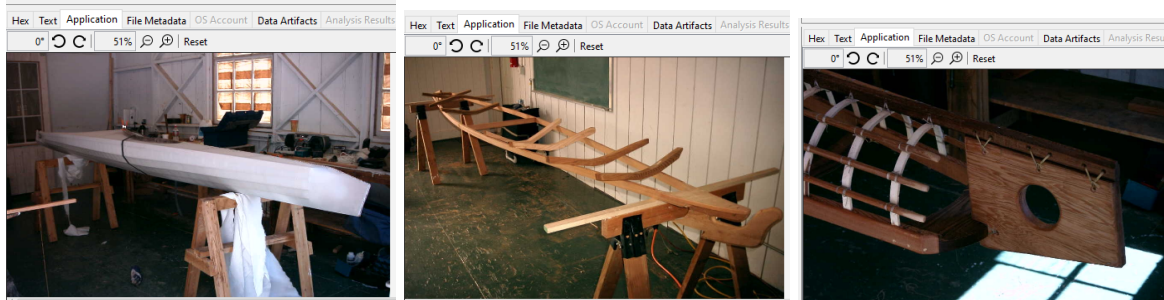 Hex Text Application File Metadata OS Account Data Artifacts Analysis Results
0° 51% Reset
Hex Text Application File Metadata OS Account Data Artifacts Analysis Results
0° 51% Reset
Hex Text Application File Metadata OS Account Data Artifacts Analysis Resu
0° 51% Reset